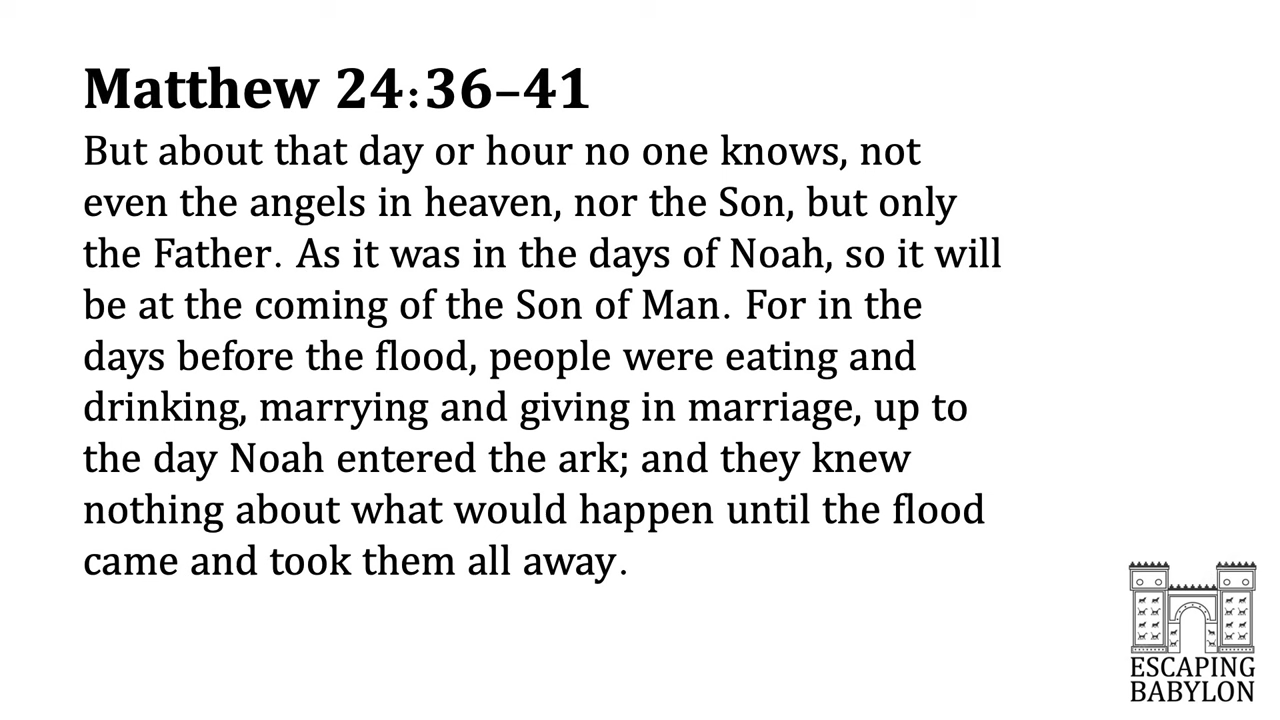 Matthew 24:36–41
But about that day or hour no one knows, not
even the angels in heaven, nor the Son, but only
the Father. As it was in the days of Noah, so it will
be at the coming of the Son of Man. For in the
days before the flood, people were eating and
drinking, marrying and giving in marriage, up to
the day Noah entered the ark; and they knew
nothing about what would happen until the flood
came and took them all away.
ESCAPING
BABYLON